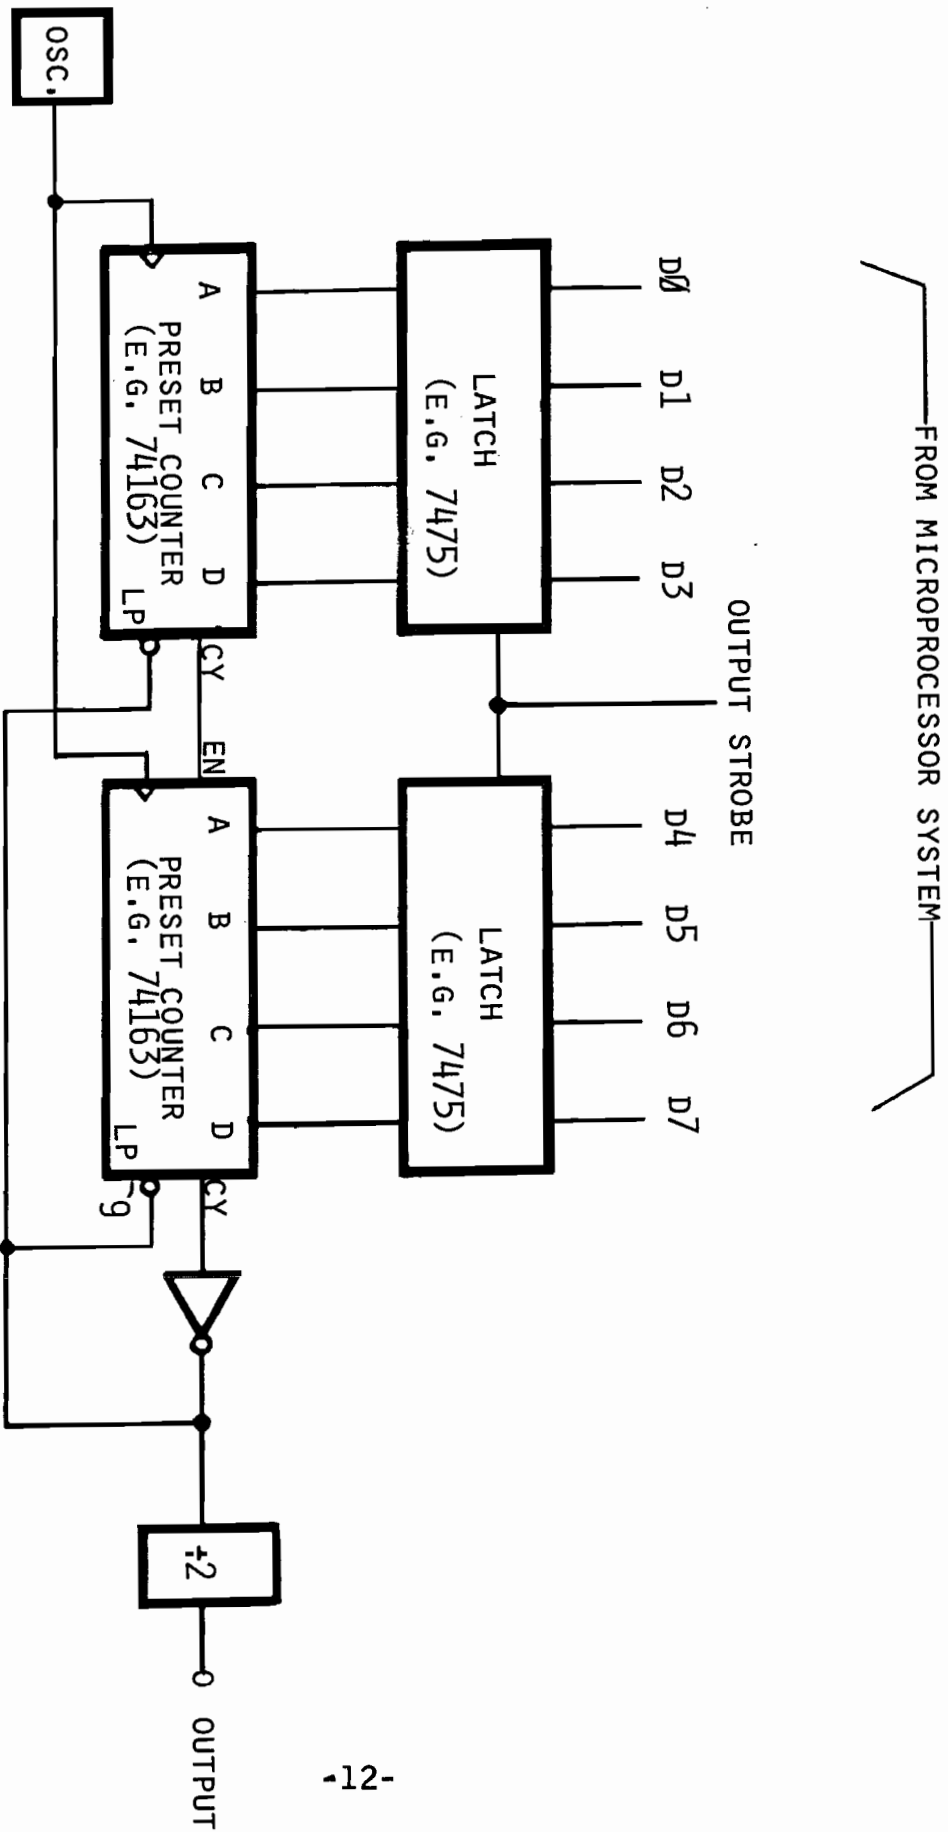 FROM MICROPROCESSOR SYSTEM
OUTPUT STROBE
DØ D1 D2 D3 D4 D5 D6 D7
LATCH
(E.G. 7475)
LATCH
(E.G. 7475)
A B C D
PRESET COUNTER
(E.G. 74163)
LP
CY
EN
A B C D
PRESET COUNTER
(E.G. 74163)
LP
CY
9
OSC.
÷2
OUTPUT
-12-